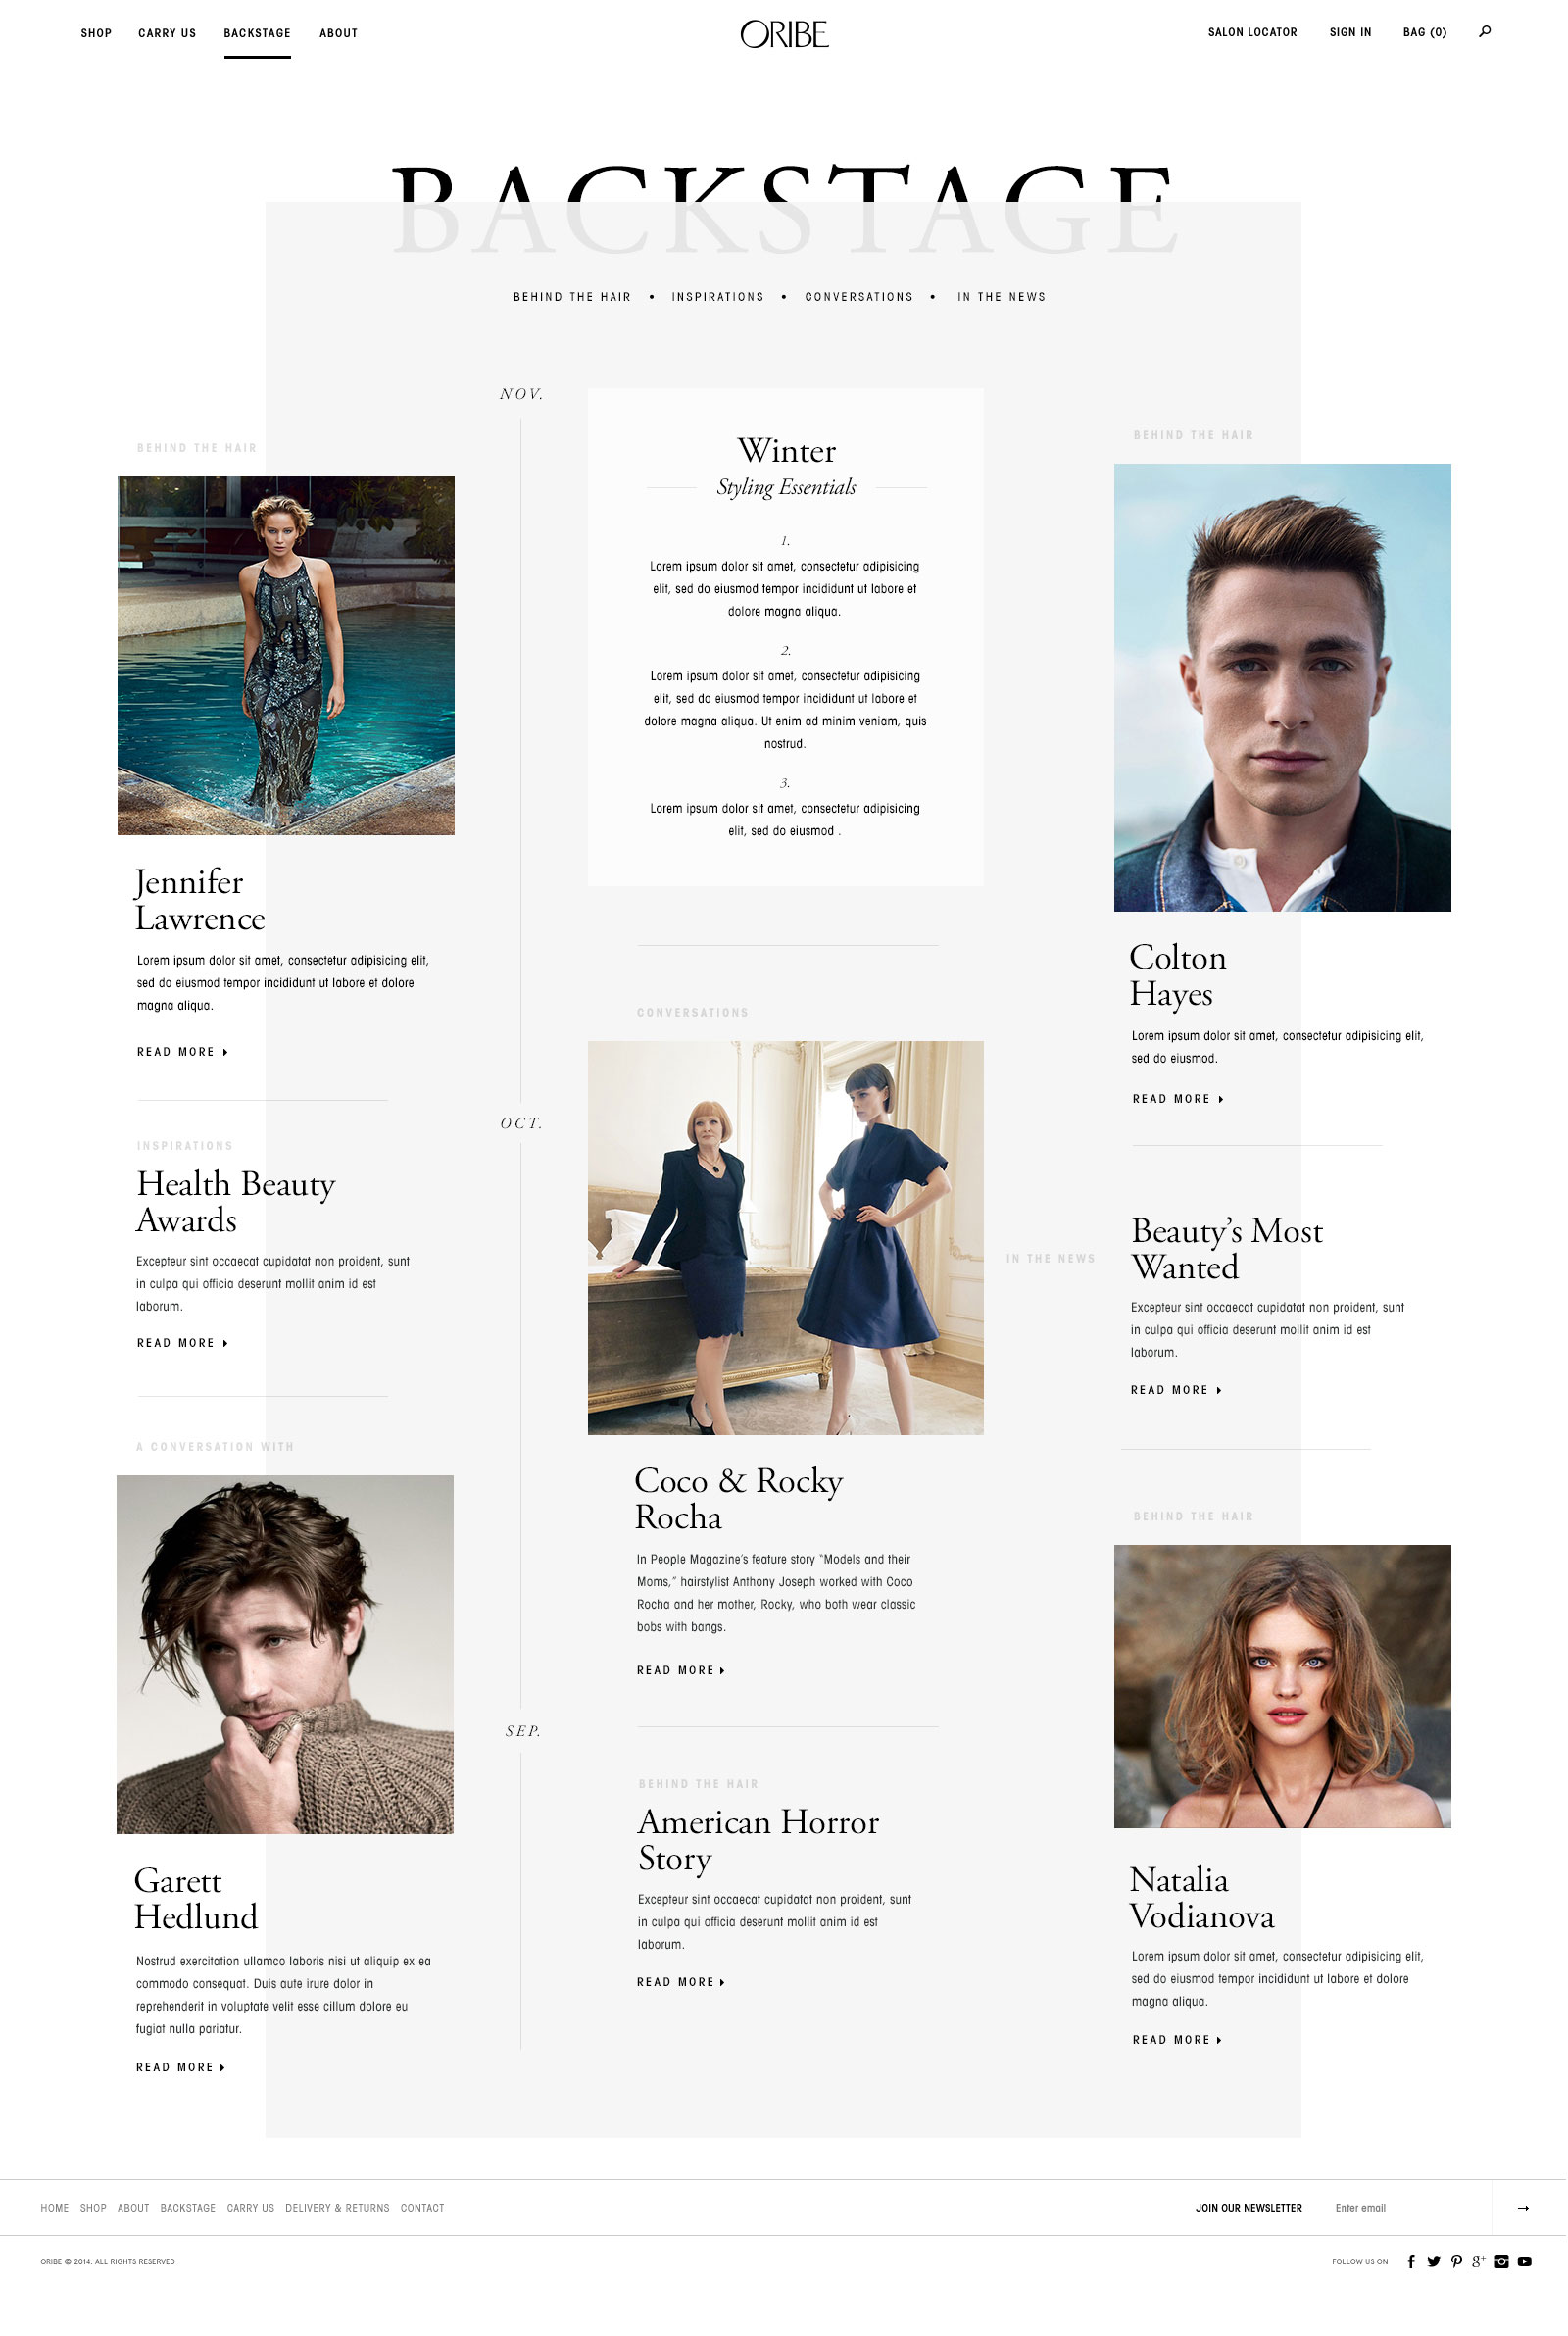 SHOP CARRY US BACKSTAGE ABOUT
ORIBE
SALON LOCATOR SIGN IN BAG (0)
BACKSTAGE
BEHIND THE HAIR • INSPIRATIONS • CONVERSATIONS • IN THE NEWS
BEHIND THE HAIR
Jennifer
Lawrence
Lorem ipsum dolor sit amet, consectetur adipisicing elit,
sed do eiusmod tempor incididunt ut labore et dolore
magna aliqua.
READ MORE
INSPIRATIONS
Health Beauty
Awards
Excepteur sint occaecat cupidatat non proident, sunt
in culpa qui officia deserunt mollit anim id est
laborum.
READ MORE
A CONVERSATION WITH
Garett
Hedlund
Nostrud exercitation ullamco laboris nisi ut aliquip ex ea
commodo consequat. Duis aute irure dolor in
reprehenderit in voluptate velit esse cillum dolore eu
fugiat nulla pariatur.
READ MORE
NOV.
OCT.
SEP.
Winter
Styling Essentials
1.
Lorem ipsum dolor sit amet, consectetur adipisicing
elit, sed do eiusmod tempor incididunt ut labore et
dolore magna aliqua.
2.
Lorem ipsum dolor sit amet, consectetur adipisicing
elit, sed do eiusmod tempor incididunt ut labore et
dolore magna aliqua. Ut enim ad minim veniam, quis
nostrud.
3.
Lorem ipsum dolor sit amet, consectetur adipisicing
elit, sed do eiusmod .
CONVERSATIONS
Coco & Rocky
Rocha
In People Magazine's feature story “Models and their
Moms,” hairstylist Anthony Joseph worked with Coco
Rocha and her mother, Rocky, who both wear classic
bobs with bangs.
READ MORE
BEHIND THE HAIR
American Horror
Story
Excepteur sint occaecat cupidatat non proident, sunt
in culpa qui officia deserunt mollit anim id est
laborum.
READ MORE
BEHIND THE HAIR
Colton
Hayes
Lorem ipsum dolor sit amet, consectetur adipisicing elit,
sed do eiusmod.
READ MORE
IN THE NEWS
Beauty’s Most
Wanted
Excepteur sint occaecat cupidatat non proident, sunt
in culpa qui officia deserunt mollit anim id est
laborum.
READ MORE
BEHIND THE HAIR
Natalia
Vodianova
Lorem ipsum dolor sit amet, consectetur adipisicing elit,
sed do eiusmod tempor incididunt ut labore et dolore
magna aliqua.
READ MORE
HOME SHOP ABOUT BACKSTAGE CARRY US DELIVERY & RETURNS CONTACT
JOIN OUR NEWSLETTER Enter email →
ORIBE © 2014. ALL RIGHTS RESERVED
FOLLOW US ON